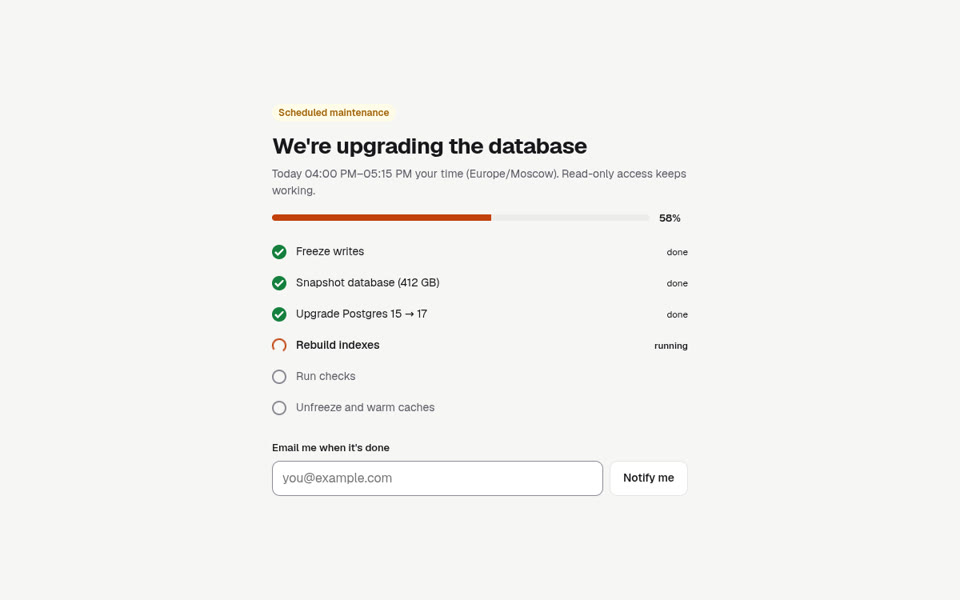 Scheduled maintenance
We're upgrading the database
Today 04:00 PM–05:15 PM your time (Europe/Moscow). Read-only access keeps
working.
58%
Freeze writes done
Snapshot database (412 GB) done
Upgrade Postgres 15 → 17 done
Rebuild indexes running
Run checks
Unfreeze and warm caches
Email me when it's done
you@example.com Notify me